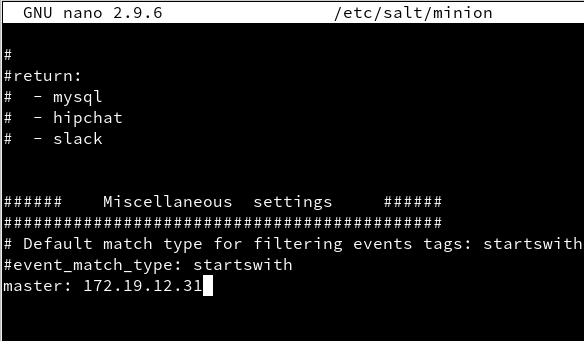 GNU nano 2.9.6 /etc/salt/minion
#
#return:
#  - mysql
#  - hipchat
#  - slack
######    Miscellaneous  settings     ######
############################################
# Default match type for filtering events tags: startswith
#event_match_type: startswith
master: 172.19.12.31